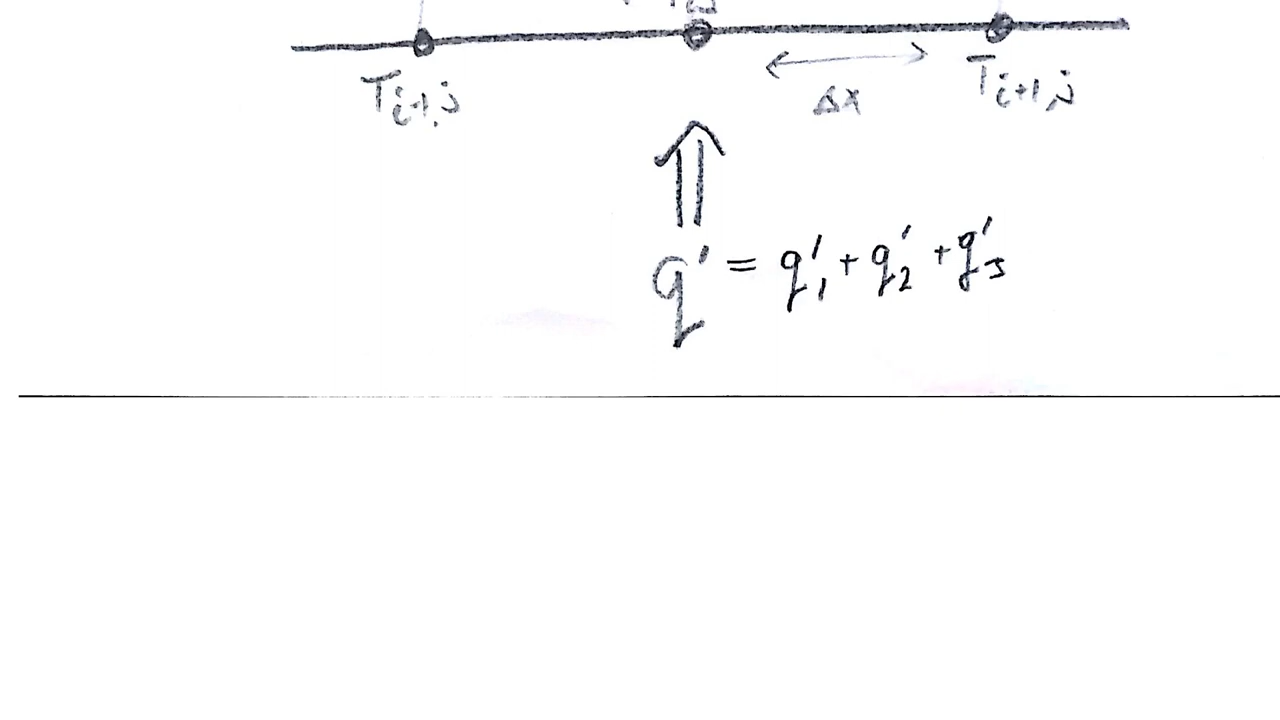 T_{i-1,j}
Δx
T_{i+1,j}
q' = q'_1 + q'_2 + q'_3